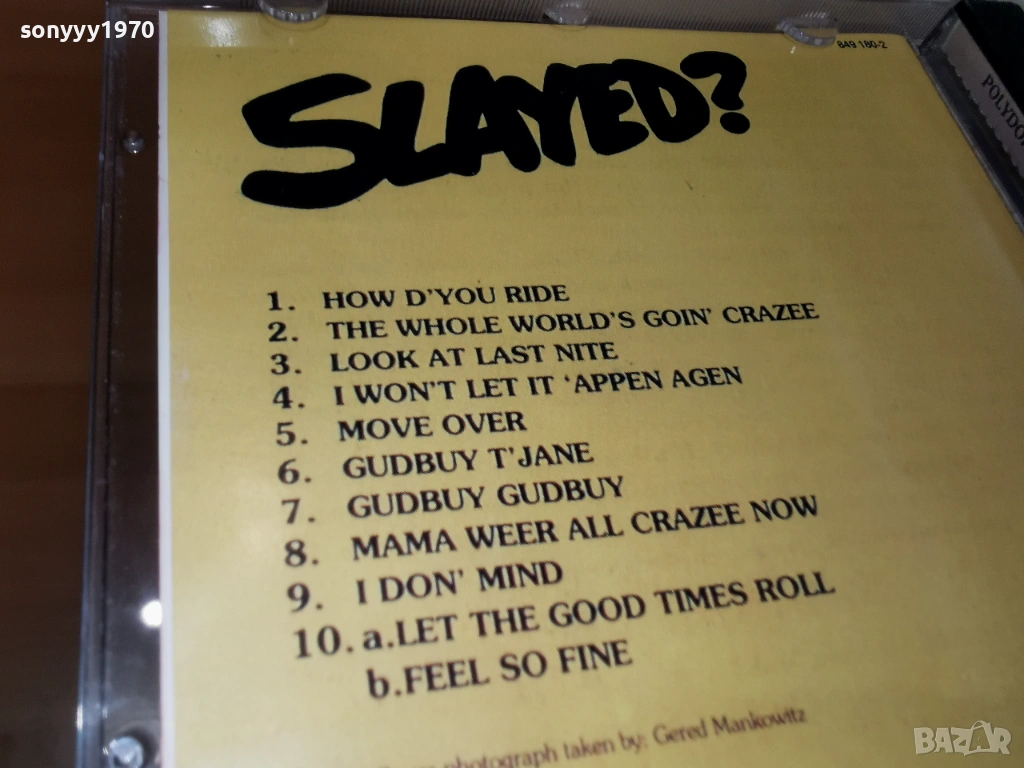 sonyyy1970
849 180-2
SLAYED?
1. HOW D'YOU RIDE
2. THE WHOLE WORLD'S GOIN' CRAZEE
3. LOOK AT LAST NITE
4. I WON'T LET IT 'APPEN AGEN
5. MOVE OVER
6. GUDBUY T'JANE
7. GUDBUY GUDBUY
8. MAMA WEER ALL CRAZEE NOW
9. I DON' MIND
10. a. LET THE GOOD TIMES ROLL
b. FEEL SO FINE
photograph taken by: Gered Mankowitz
BAZAR